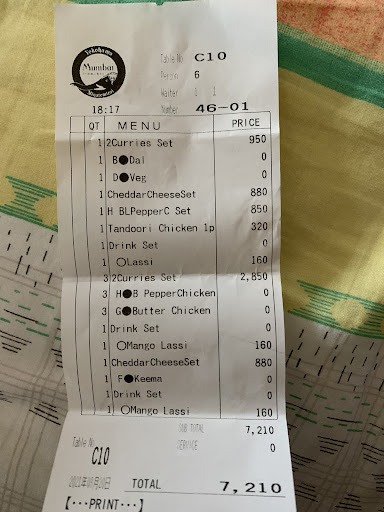 Yokohama
Table No C10
Person 6
Waiter 1 1
18:17 Number 46-01
QT MENU PRICE
1 2Curries Set 950
1 B●Dal 0
1 D●Veg 0
1 CheddarCheeseSet 880
1 H BLPepperC Set 850
1 Tandoori Chicken 1p 320
1 Drink Set 0
1 ○Lassi 160
3 2Curries Set 2,850
3 H●B PepperChicken 0
3 G●Butter Chicken 0
1 Drink Set 0
1 ○Mango Lassi 160
1 CheddarCheeseSet 880
1 F●Keema 0
1 Drink Set 0
1 ○Mango Lassi 160
SUB TOTAL 7,210
Table No SERVICE 0
C10
TOTAL 7,210
【···PRINT···】